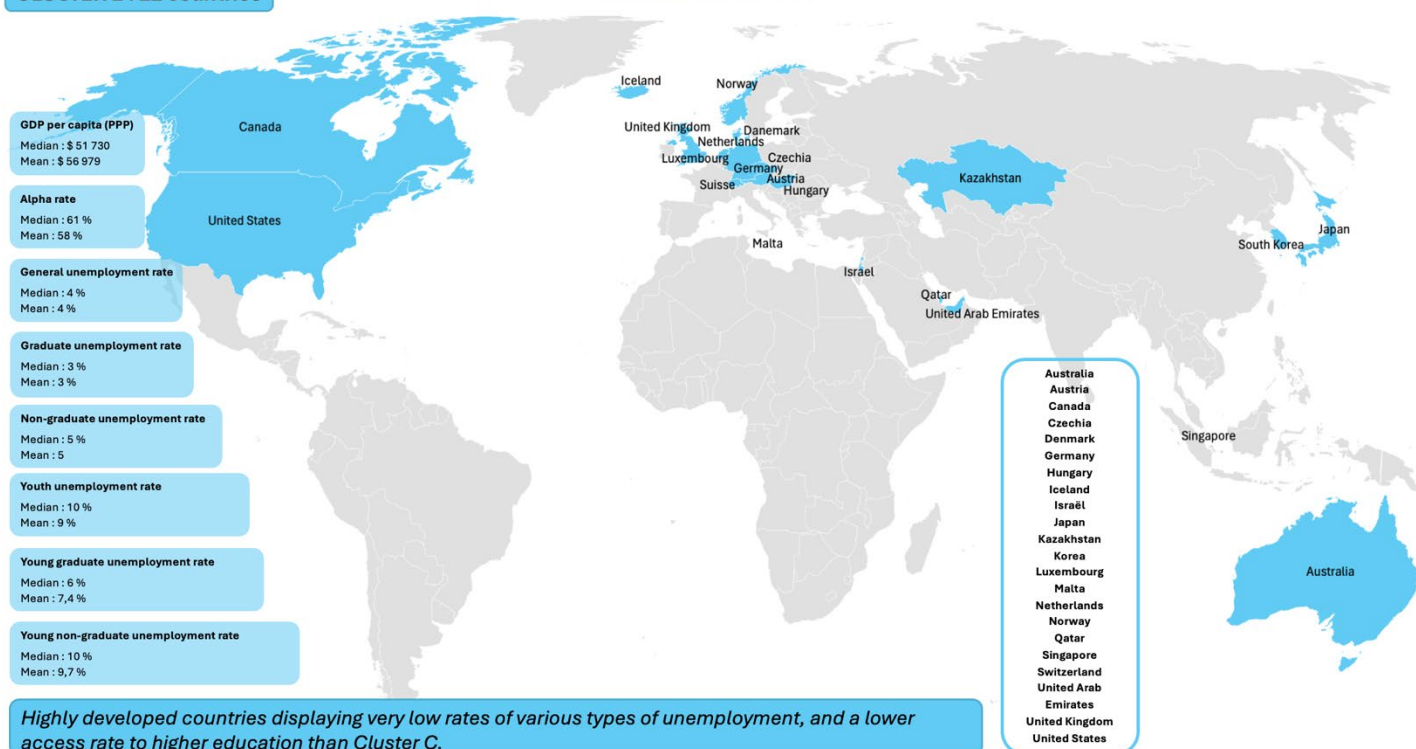 countries
Iceland
Norway
Canada
United Kingdom
Danemark
Netherlands
Luxembourg
Czechia
Germany
Suisse
Austria
Hungary
Kazakhstan
United States
Malta
Japan
South Korea
Israël
Qatar
United Arab Emirates
Singapore
Australia
GDP per capita (PPP)
Median : $ 51 730
Mean : $ 56 979
Alpha rate
Median : 61 %
Mean : 58 %
General unemployment rate
Median : 4 %
Mean : 4 %
Graduate unemployment rate
Median : 3 %
Mean : 3 %
Non-graduate unemployment rate
Median : 5 %
Mean : 5
Youth unemployment rate
Median : 10 %
Mean : 9 %
Young graduate unemployment rate
Median : 6 %
Mean : 7,4 %
Young non-graduate unemployment rate
Median : 10 %
Mean : 9,7 %
Australia
Austria
Canada
Czechia
Denmark
Germany
Hungary
Iceland
Israël
Japan
Kazakhstan
Korea
Luxembourg
Malta
Netherlands
Norway
Qatar
Singapore
Switzerland
United Arab
Emirates
United Kingdom
United States
Highly developed countries displaying very low rates of various types of unemployment, and a lower
access rate to higher education than Cluster C.